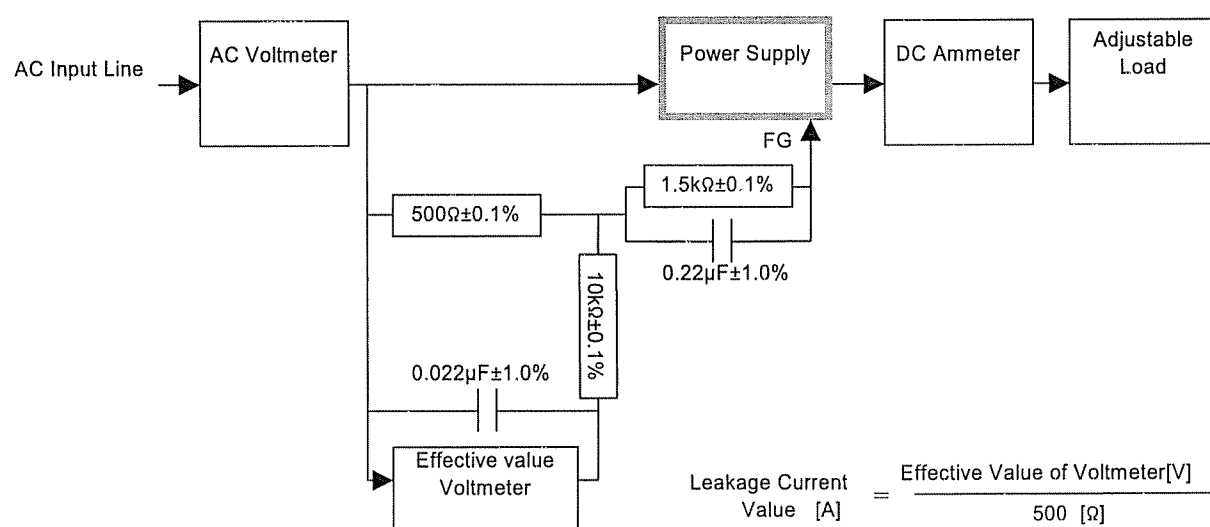 AC Input Line
AC Voltmeter
Power Supply
DC Ammeter
Adjustable
Load
FG
1.5kΩ±0.1%
500Ω±0.1%
0.22µF±1.0%
10kΩ±0.1%
0.022µF±1.0%
Effective value
Voltmeter
Leakage Current
Value [A]
=
Effective Value of Voltmeter[V]
500 [Ω]